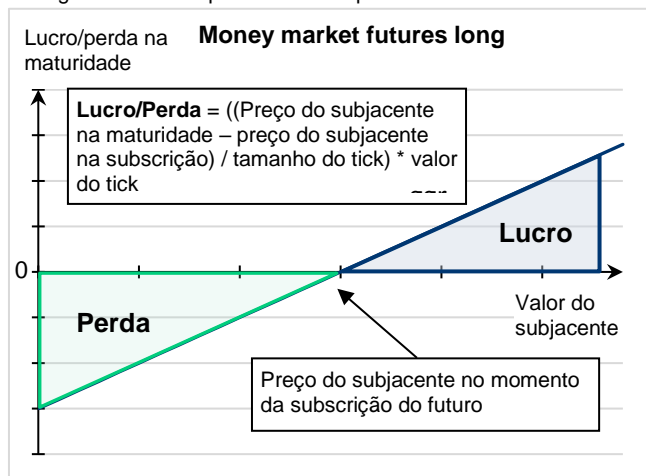 Money market futures long
Lucro/perda na
maturidade
Lucro/Perda = ((Preço do subjacente
na maturidade – preço do subjacente
na subscrição) / tamanho do tick) * valor
do tick
Lucro
0
Perda
Valor do
subjacente
Preço do subjacente no momento
da subscrição do futuro